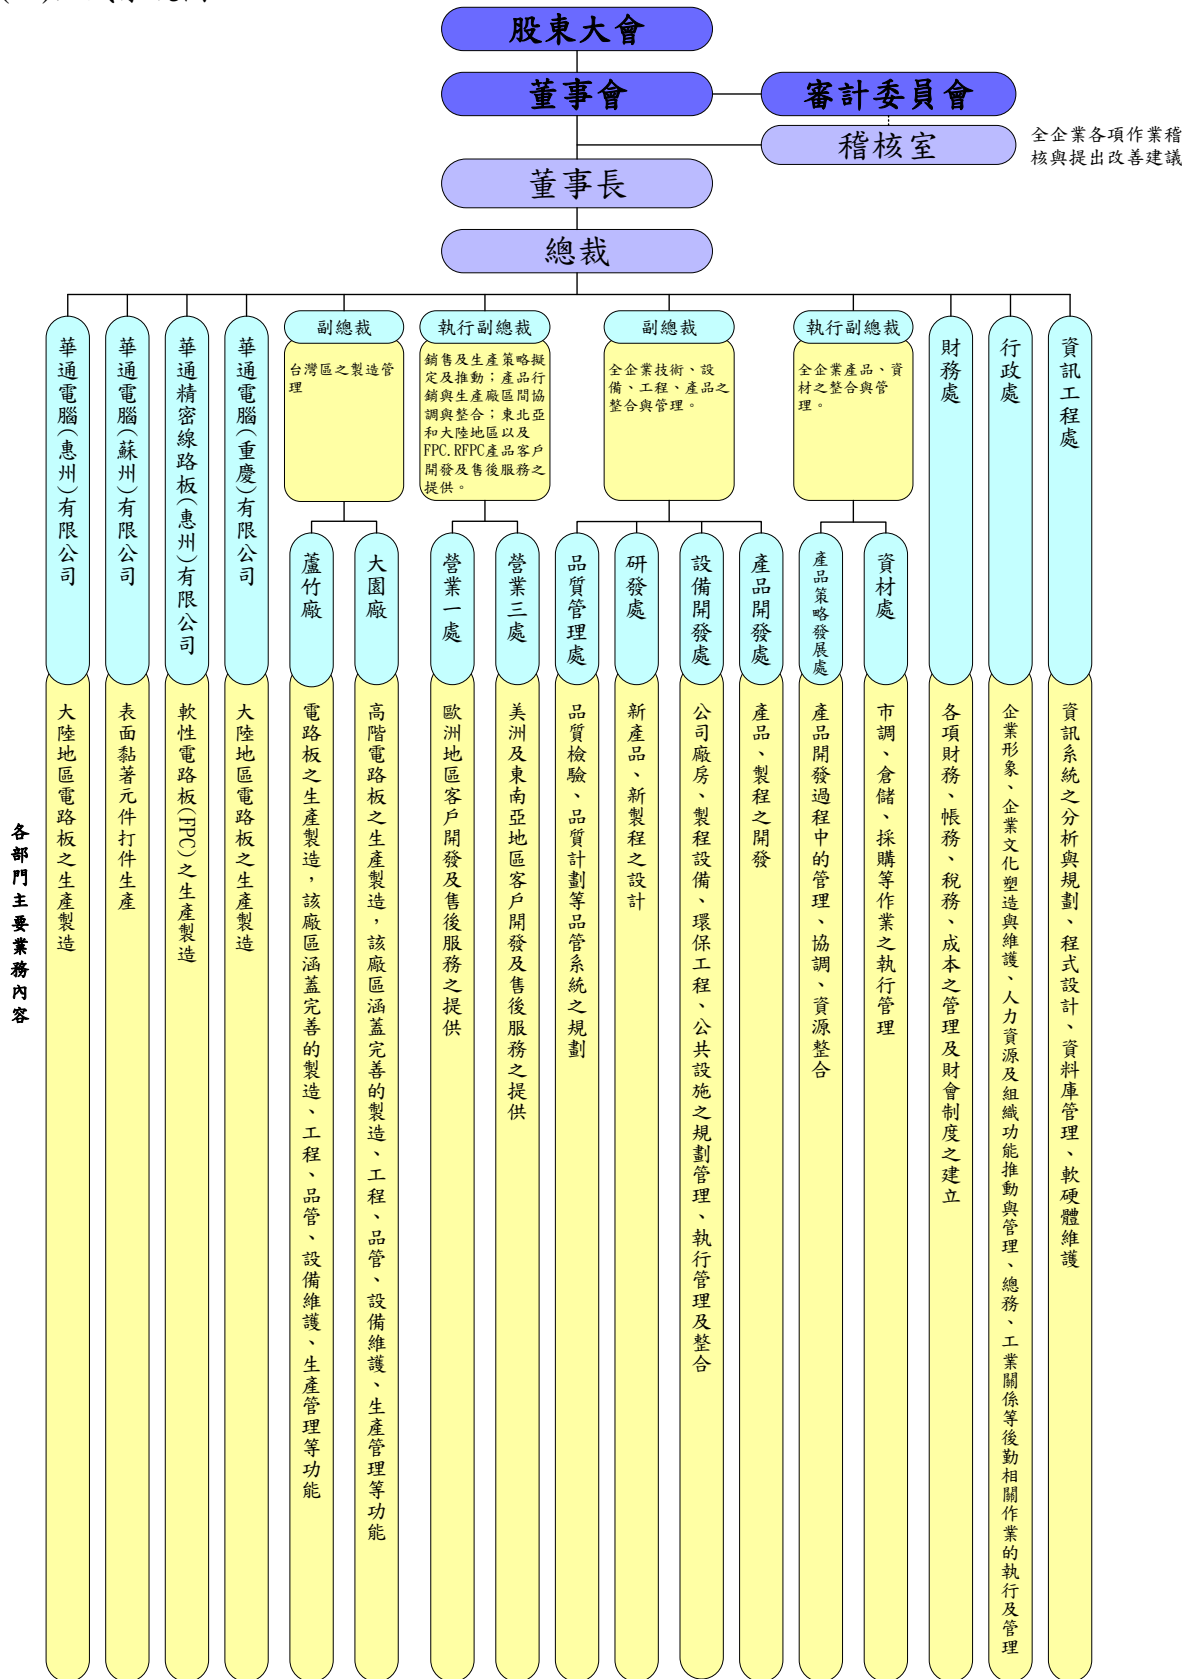 股東大會
董事會
審計委員會
稽核室
全企業各項作業稽
核與提出改善建議
董事長
總裁
副總裁
台灣區之製造管
理
執行副總裁
銷售及生產策略擬
定及推動；產品行
銷與生產廠區間協
調與整合；東北亞
和大陸地區以及
FPC.RFPC產品客戶
開發及售後服務之
提供。
副總裁
全企業技術、設
備、工程、產品之
整合與管理。
執行副總裁
全企業產品、資
材之整合與管
理。
華通電腦(惠州)有限公司
華通電腦(蘇州)有限公司
華通精密線路板(惠州)有限公司
華通電腦(重慶)有限公司
蘆竹廠
大園廠
營業一處
營業三處
品質管理處
研發處
設備開發處
產品開發處
產品策略發展處
資材處
財務處
行政處
資訊工程處
各部門主要業務內容
大陸地區電路板之生產製造
表面黏著元件打件生產
軟性電路板(FPC)之生產製造
大陸地區電路板之生產製造
電路板之生產製造，該廠區涵蓋完善的製造、工程、品管、設備維護、生產管理等功能
高階電路板之生產製造，該廠區涵蓋完善的製造、工程、品管、設備維護、生產管理等功能
歐洲地區客戶開發及售後服務之提供
美洲及東南亞地區客戶開發及售後服務之提供
品質檢驗、品質計劃等品管系統之規劃
新產品、新製程之設計
公司廠房、製程設備、環保工程、公共設施之規劃管理、執行管理及整合
產品、製程之開發
產品開發過程中的管理、協調、資源整合
市調、倉儲、採購等作業之執行管理
各項財務、帳務、稅務、成本之管理及財會制度之建立
企業形象、企業文化塑造與維護、人力資源及組織功能推動與管理、總務、工業關係等後勤相關作業的執行及管理
資訊系統之分析與規劃、程式設計、資料庫管理、軟硬體維護